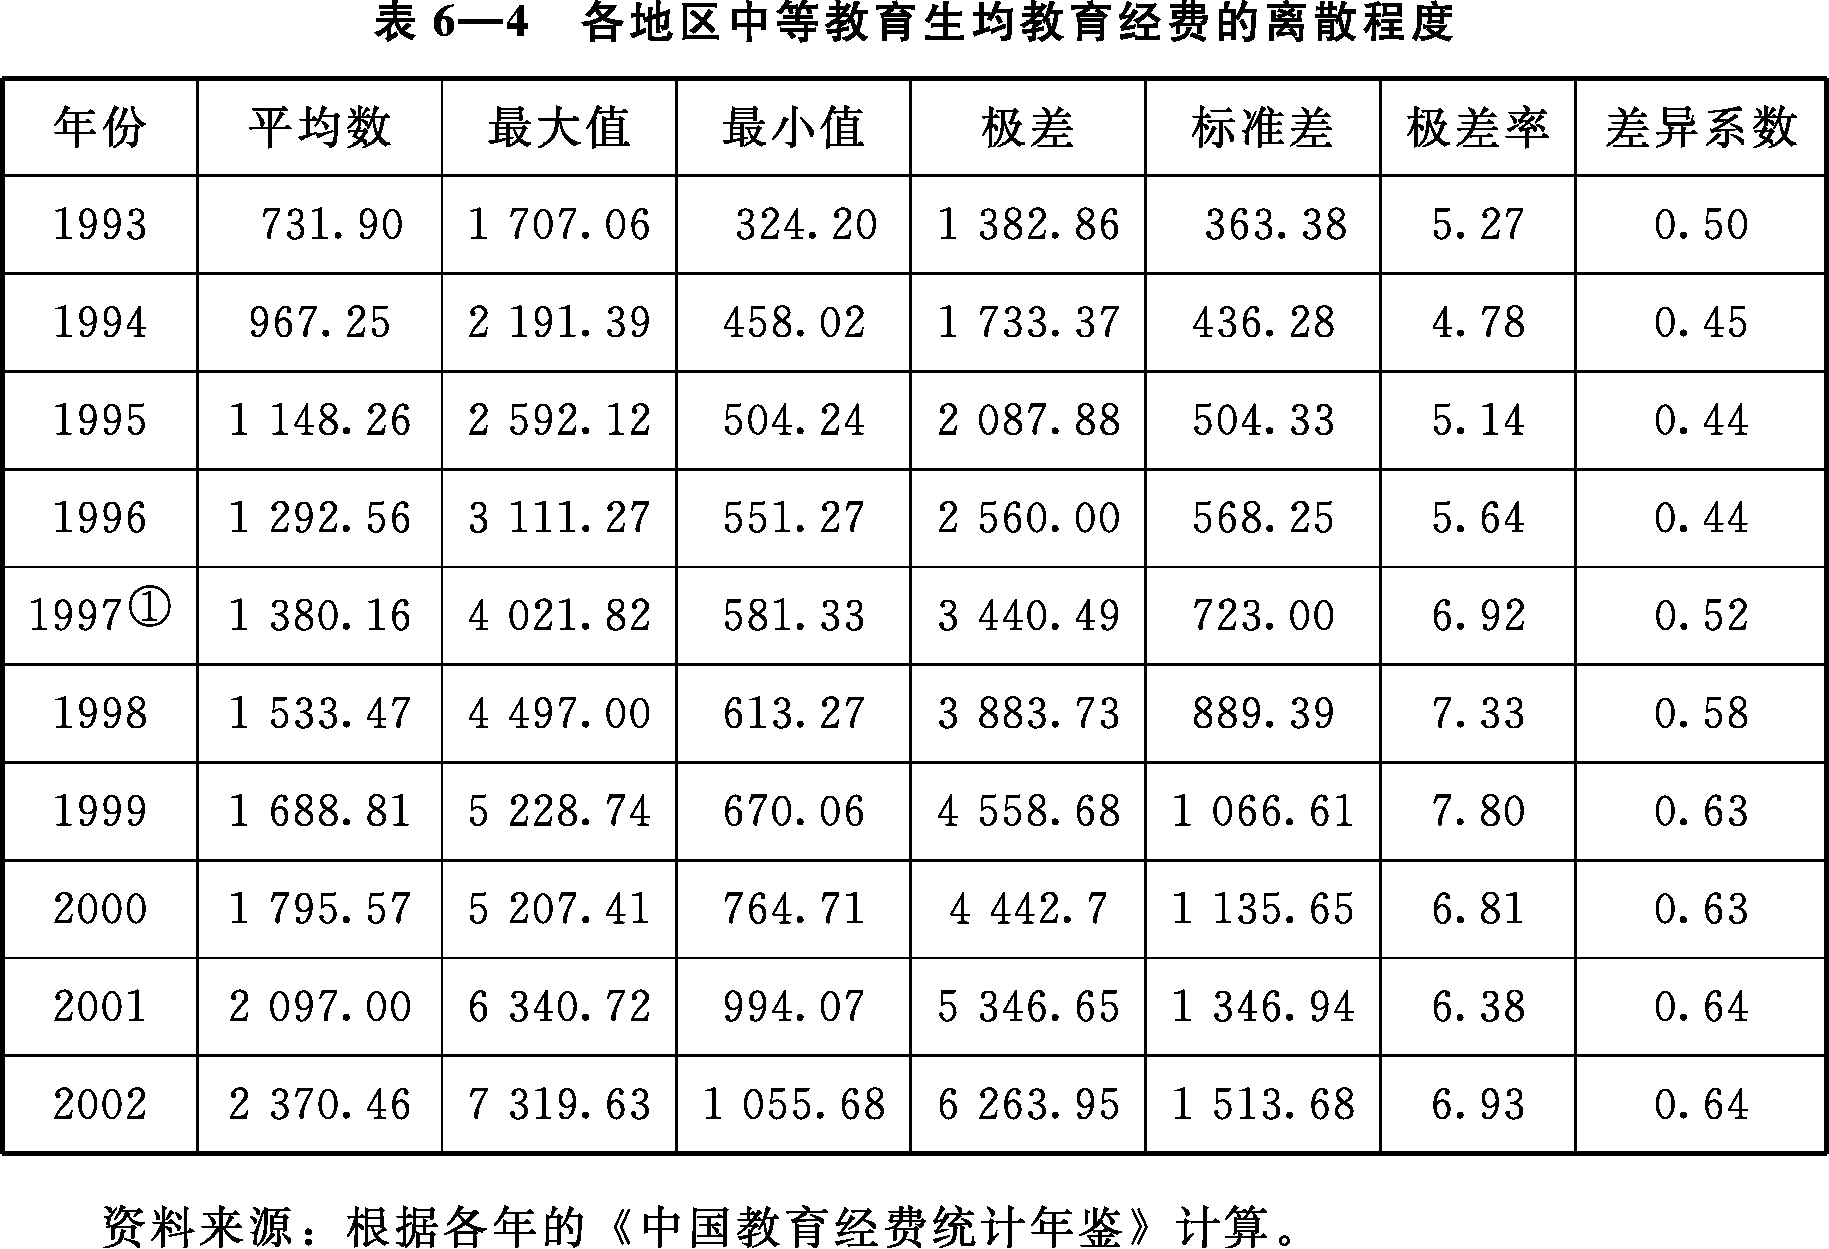 表 6—4 各地区中等教育生均教育经费的离散程度
年份 平均数 最大值 最小值 极差 标准差 极差率 差异系数
1993 731.90 1 707.06 324.20 1 382.86 363.38 5.27 0.50
1994 967.25 2 191.39 458.02 1 733.37 436.28 4.78 0.45
1995 1 148.26 2 592.12 504.24 2 087.88 504.33 5.14 0.44
1996 1 292.56 3 111.27 551.27 2 560.00 568.25 5.64 0.44
1997① 1 380.16 4 021.82 581.33 3 440.49 723.00 6.92 0.52
1998 1 533.47 4 497.00 613.27 3 883.73 889.39 7.33 0.58
1999 1 688.81 5 228.74 670.06 4 558.68 1 066.61 7.80 0.63
2000 1 795.57 5 207.41 764.71 4 442.7 1 135.65 6.81 0.63
2001 2 097.00 6 340.72 994.07 5 346.65 1 346.94 6.38 0.64
2002 2 370.46 7 319.63 1 055.68 6 263.95 1 513.68 6.93 0.64
资料来源：根据各年的《中国教育经费统计年鉴》计算。